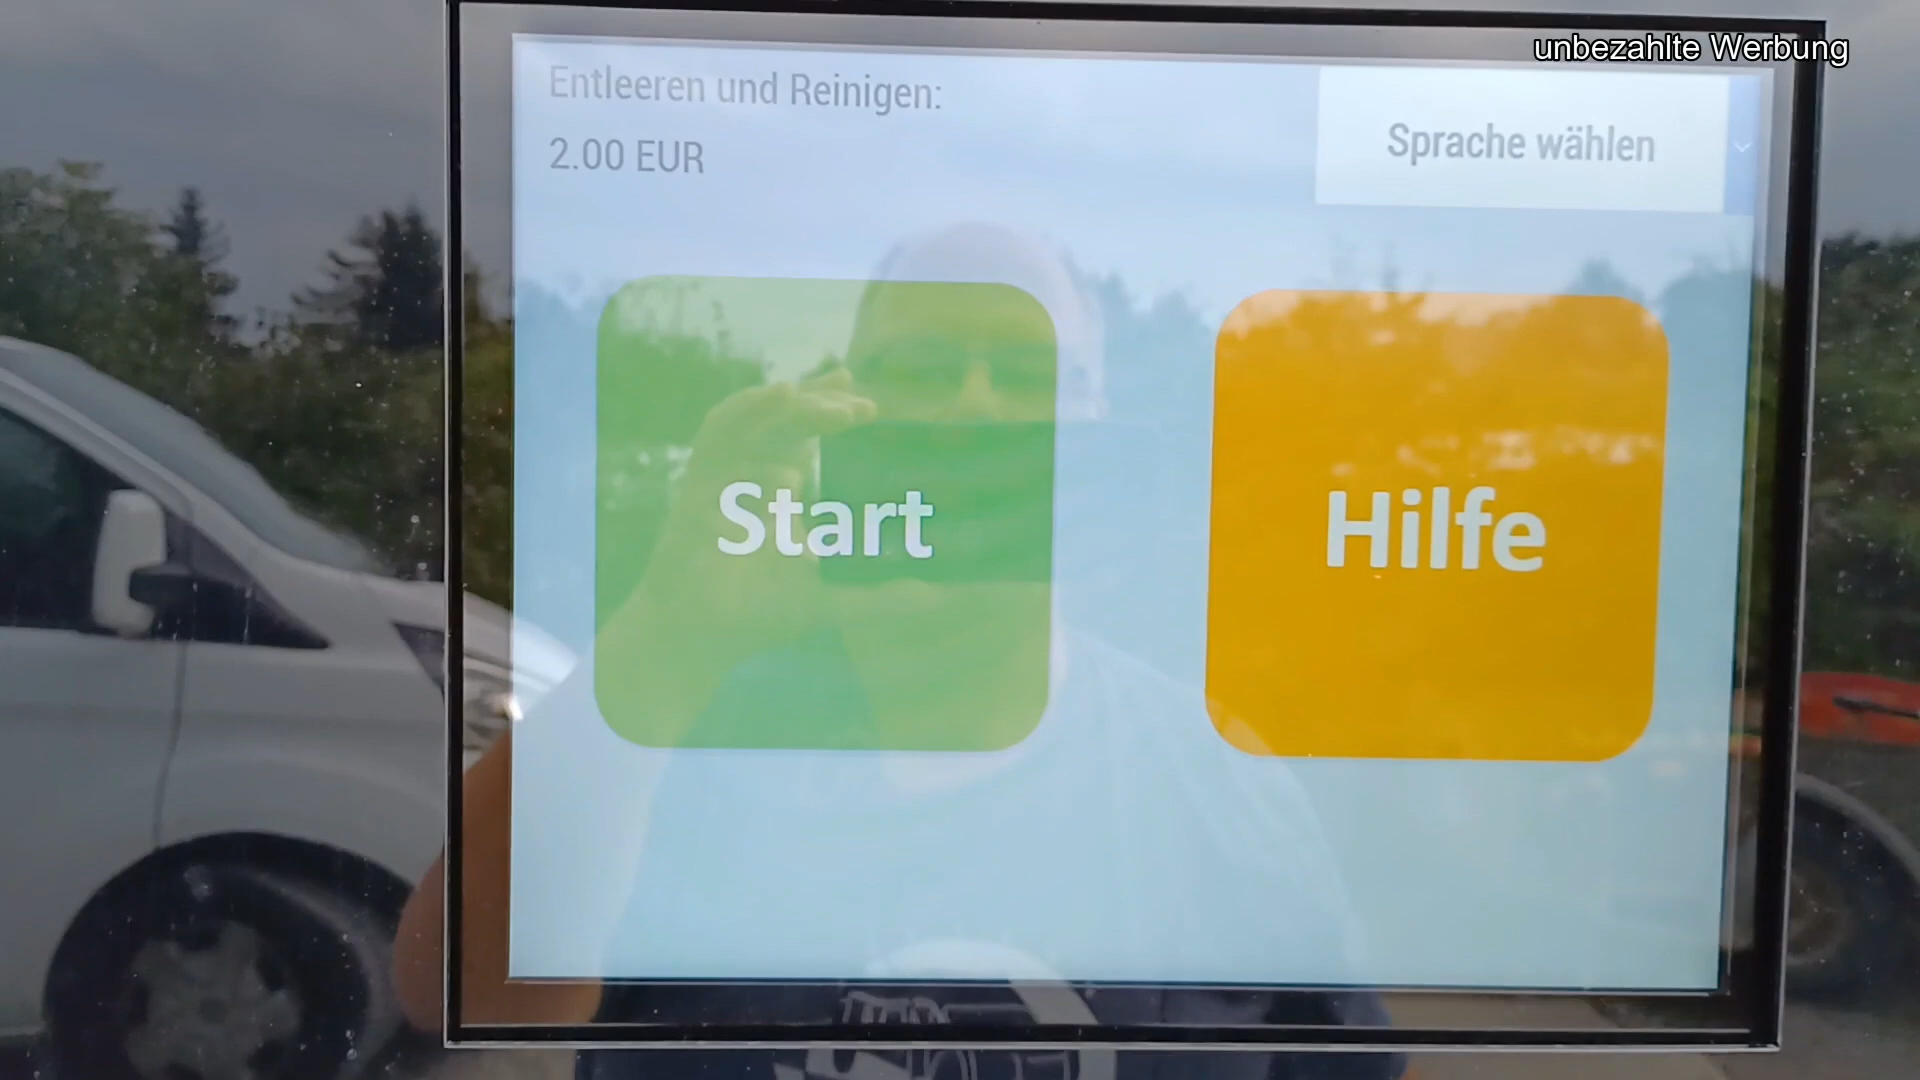 unbezahlte Werbung
Entleeren und Reinigen:
2.00 EUR
Sprache wählen
Start
Hilfe